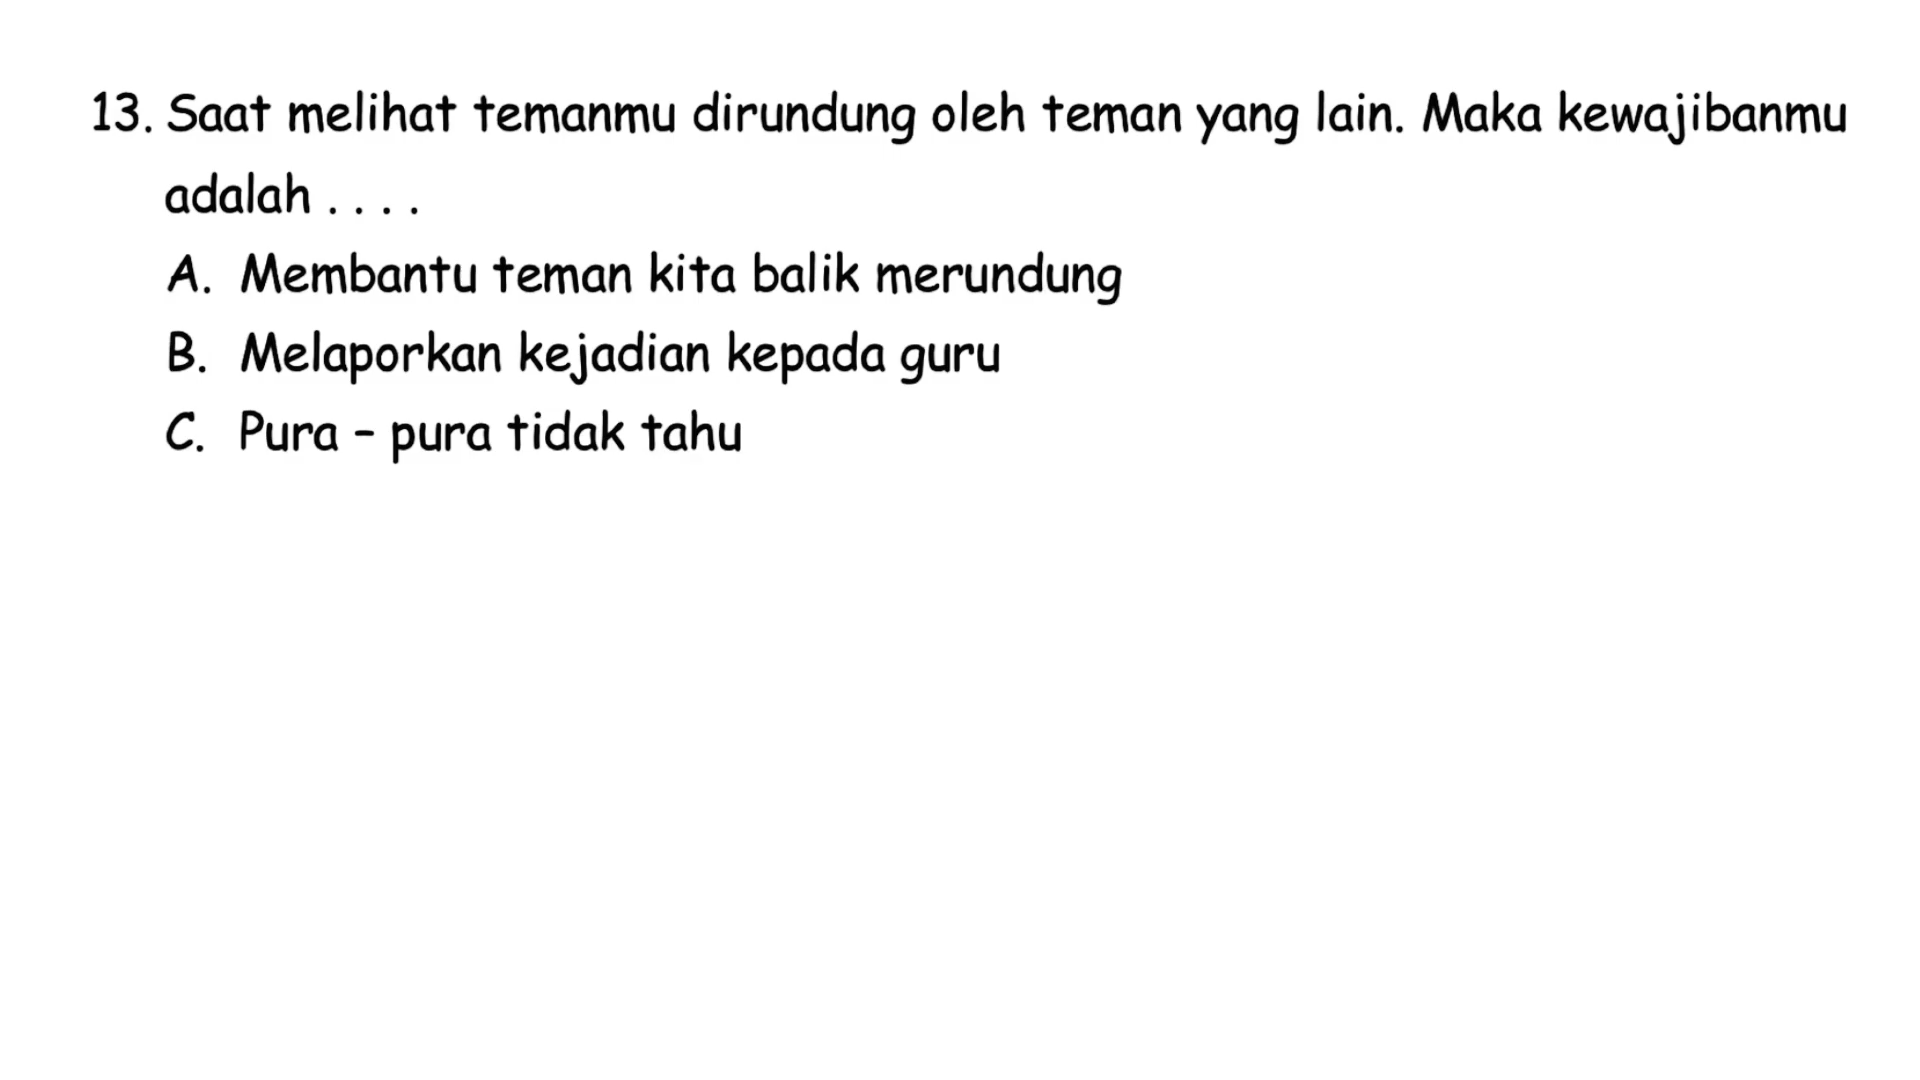 13. Saat melihat temanmu dirundung oleh teman yang lain. Maka kewajibanmu
adalah . . . .
A. Membantu teman kita balik merundung
B. Melaporkan kejadian kepada guru
C. Pura – pura tidak tahu